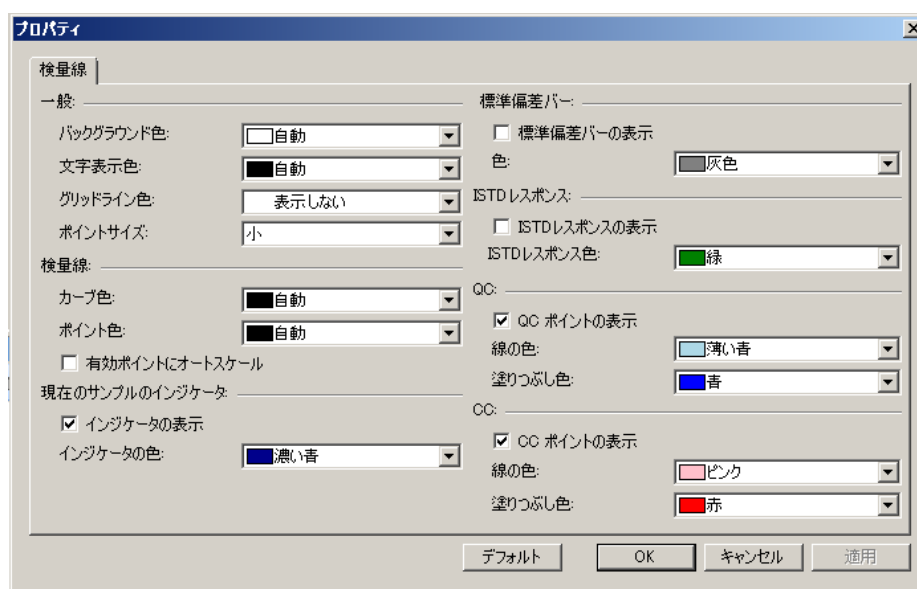 プロパティ
検量線
一般:
バックグラウンド色:
自動
文字表示色:
自動
グリッドライン色:
表示しない
ポイントサイズ:
小
検量線:
カーブ色:
自動
ポイント色:
自動
有効ポイントにオートスケール
現在のサンプルのインジケータ:
インジケータの表示
インジケータの色:
濃い青
標準偏差バー:
標準偏差バーの表示
色:
灰色
ISTDレスポンス:
ISTDレスポンスの表示
ISTDレスポンス色:
緑
QC:
QC ポイントの表示
線の色:
薄い青
塗りつぶし色:
青
CC:
CC ポイントの表示
線の色:
ピンク
塗りつぶし色:
赤
デフォルト
OK
キャンセル
適用